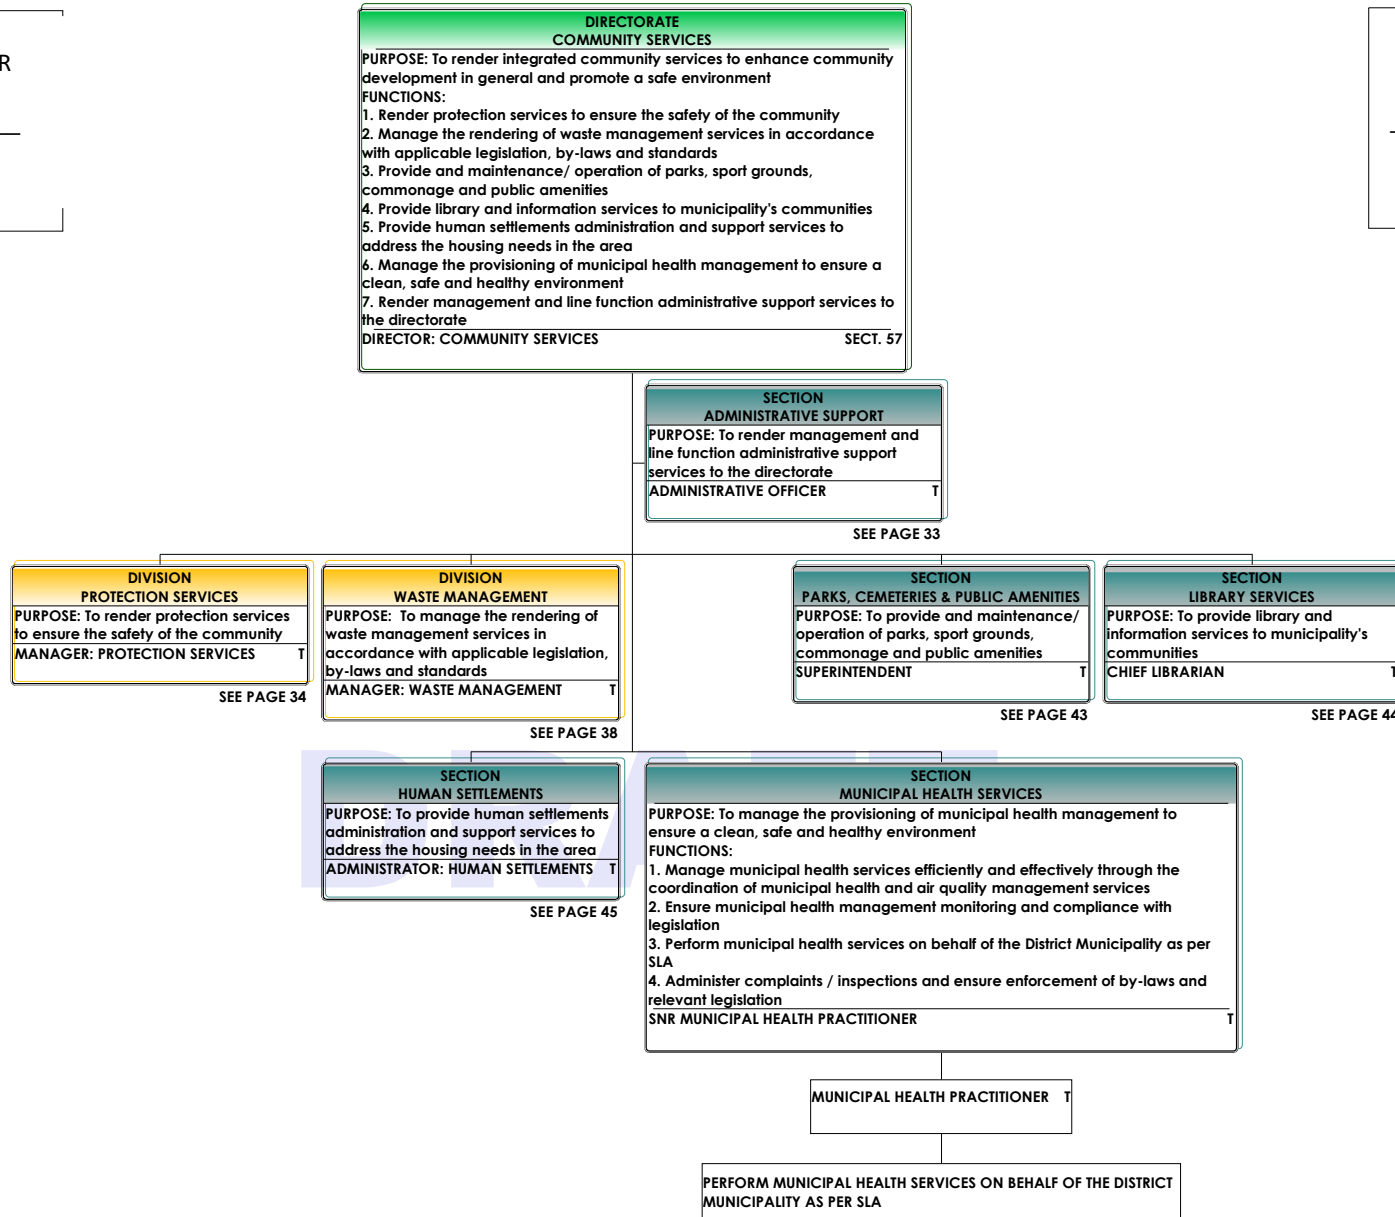 R
DIRECTORATE
COMMUNITY SERVICES
PURPOSE: To render integrated community services to enhance community
development in general and promote a safe environment
FUNCTIONS:
1. Render protection services to ensure the safety of the community
2. Manage the rendering of waste management services in accordance
with applicable legislation, by-laws and standards
3. Provide and maintenance/ operation of parks, sport grounds,
commonage and public amenities
4. Provide library and information services to municipality's communities
5. Provide human settlements administration and support services to
address the housing needs in the area
6. Manage the provisioning of municipal health management to ensure a
clean, safe and healthy environment
7. Render management and line function administrative support services to
the directorate
DIRECTOR: COMMUNITY SERVICES SECT. 57
SECTION
ADMINISTRATIVE SUPPORT
PURPOSE: To render management and
line function administrative support
services to the directorate
ADMINISTRATIVE OFFICER T
SEE PAGE 33
DIVISION
PROTECTION SERVICES
PURPOSE: To render protection services
to ensure the safety of the community
MANAGER: PROTECTION SERVICES T
SEE PAGE 34
DIVISION
WASTE MANAGEMENT
PURPOSE: To manage the rendering of
waste management services in
accordance with applicable legislation,
by-laws and standards
MANAGER: WASTE MANAGEMENT T
SEE PAGE 38
SECTION
PARKS, CEMETERIES & PUBLIC AMENITIES
PURPOSE: To provide and maintenance/
operation of parks, sport grounds,
commonage and public amenities
SUPERINTENDENT T
SEE PAGE 43
SECTION
LIBRARY SERVICES
PURPOSE: To provide library and
information services to municipality's
communities
CHIEF LIBRARIAN T
SEE PAGE 44
DRAFT
SECTION
HUMAN SETTLEMENTS
PURPOSE: To provide human settlements
administration and support services to
address the housing needs in the area
ADMINISTRATOR: HUMAN SETTLEMENTS T
SEE PAGE 45
SECTION
MUNICIPAL HEALTH SERVICES
PURPOSE: To manage the provisioning of municipal health management to
ensure a clean, safe and healthy environment
FUNCTIONS:
1. Manage municipal health services efficiently and effectively through the
coordination of municipal health and air quality management services
2. Ensure municipal health management monitoring and compliance with
legislation
3. Perform municipal health services on behalf of the District Municipality as per
SLA
4. Administer complaints / inspections and ensure enforcement of by-laws and
relevant legislation
SNR MUNICIPAL HEALTH PRACTITIONER T
MUNICIPAL HEALTH PRACTITIONER T
PERFORM MUNICIPAL HEALTH SERVICES ON BEHALF OF THE DISTRICT
MUNICIPALITY AS PER SLA